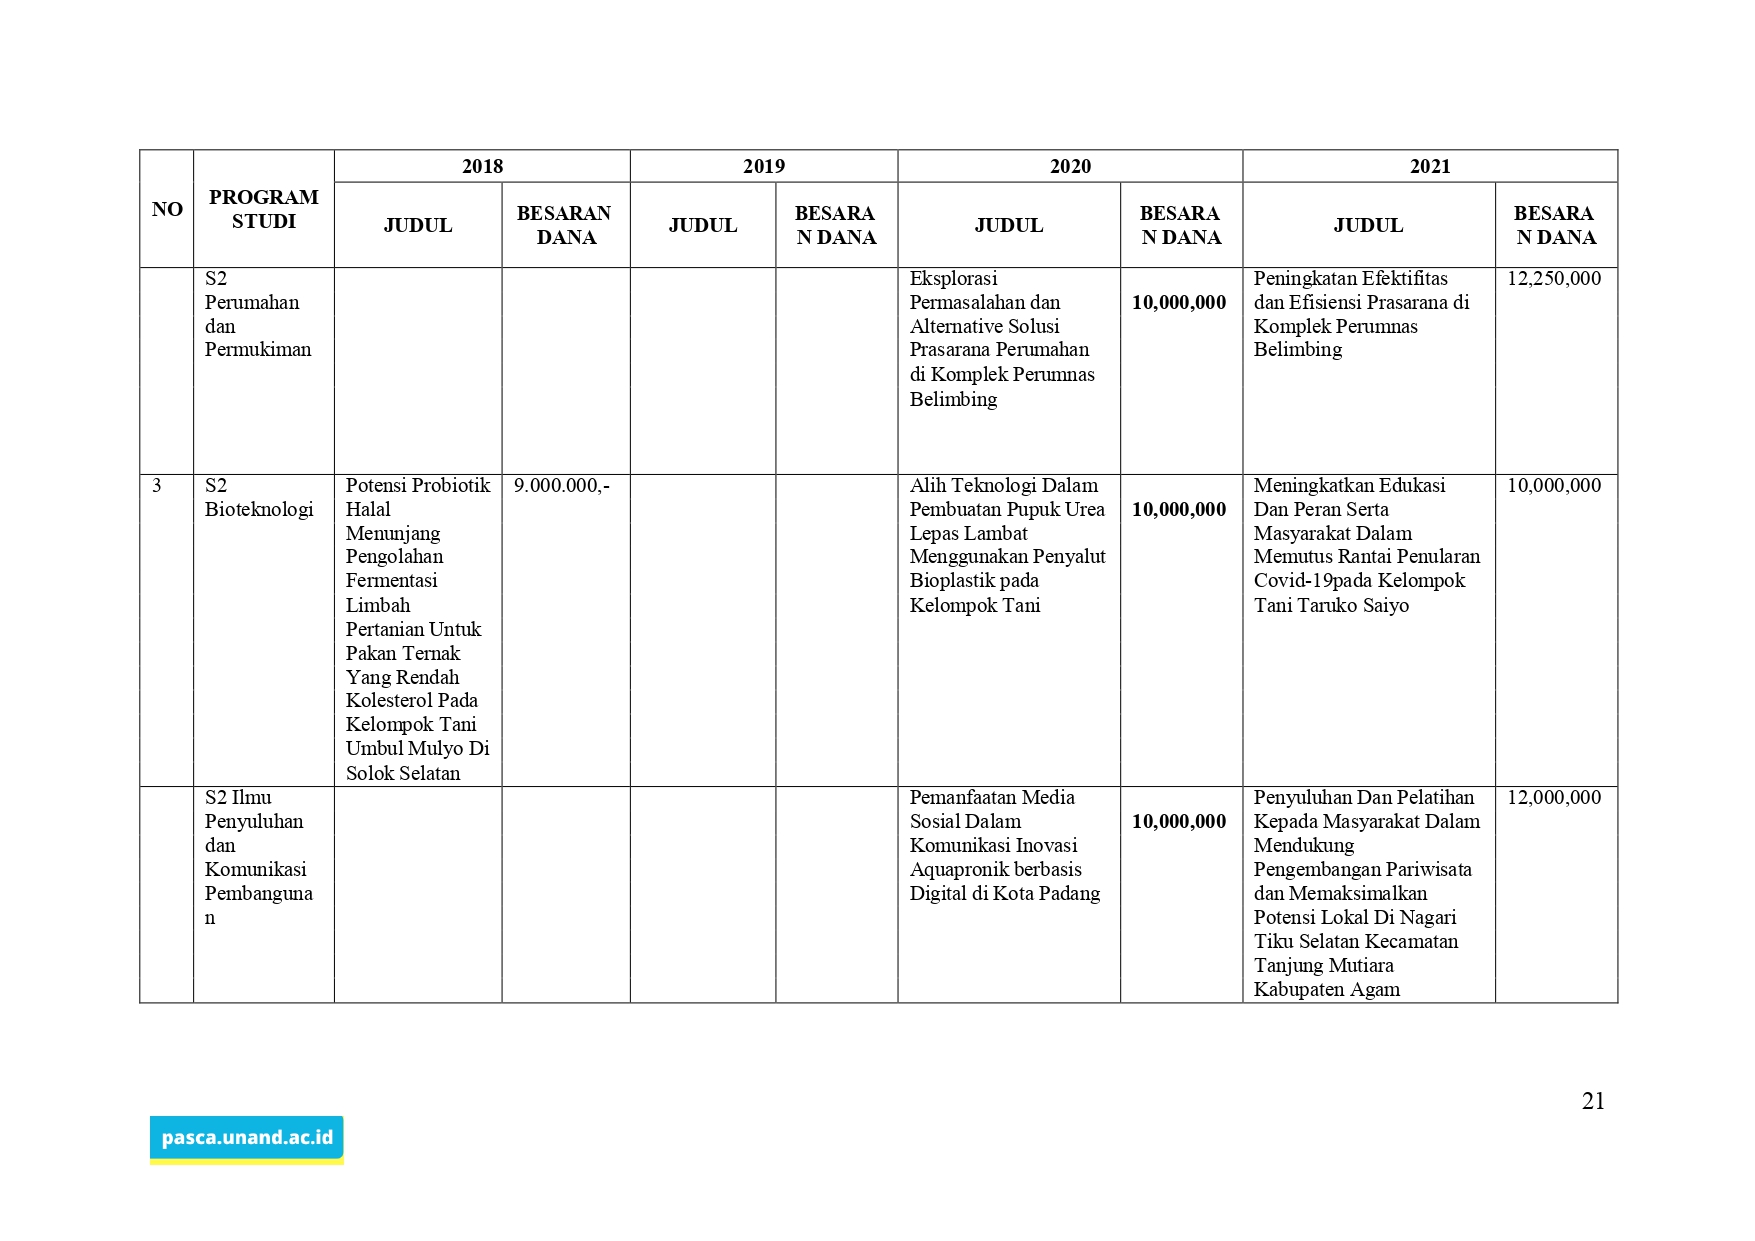 NO
PROGRAM
STUDI
2018
2019
2020
2021
JUDUL
BESARAN
DANA
JUDUL
BESARA
N DANA
JUDUL
BESARA
N DANA
JUDUL
BESARA
N DANA
S2
Perumahan
dan
Permukiman
Eksplorasi
Permasalahan dan
Alternative Solusi
Prasarana Perumahan
di Komplek Perumnas
Belimbing
10,000,000
Peningkatan Efektifitas
dan Efisiensi Prasarana di
Komplek Perumnas
Belimbing
12,250,000
3
S2
Bioteknologi
Potensi Probiotik
Halal
Menunjang
Pengolahan
Fermentasi
Limbah
Pertanian Untuk
Pakan Ternak
Yang Rendah
Kolesterol Pada
Kelompok Tani
Umbul Mulyo Di
Solok Selatan
9.000.000,-
Alih Teknologi Dalam
Pembuatan Pupuk Urea
Lepas Lambat
Menggunakan Penyalut
Bioplastik pada
Kelompok Tani
10,000,000
Meningkatkan Edukasi
Dan Peran Serta
Masyarakat Dalam
Memutus Rantai Penularan
Covid-19pada Kelompok
Tani Taruko Saiyo
10,000,000
S2 Ilmu
Penyuluhan
dan
Komunikasi
Pembanguna
n
Pemanfaatan Media
Sosial Dalam
Komunikasi Inovasi
Aquapronik berbasis
Digital di Kota Padang
10,000,000
Penyuluhan Dan Pelatihan
Kepada Masyarakat Dalam
Mendukung
Pengembangan Pariwisata
dan Memaksimalkan
Potensi Lokal Di Nagari
Tiku Selatan Kecamatan
Tanjung Mutiara
Kabupaten Agam
12,000,000
21
pasca.unand.ac.id